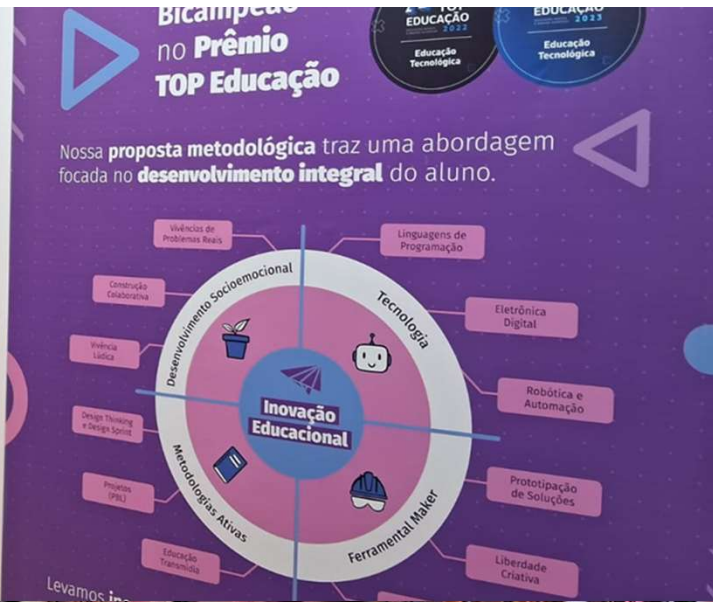 Bicampeão
no Prêmio
TOP Educação
TOP
EDUCAÇÃO
2022
Educação
Tecnológica
EDUCAÇÃO
2023
Educação
Tecnológica
Nossa proposta metodológica traz uma abordagem
focada no desenvolvimento integral do aluno.
Vivências de
Problemas Reais
Construção
Colaborativa
Vivência
Lúdica
Design Thinking
e Design Sprint
Projetos
(PBL)
Educação
Transmídia
Linguagens de
Programação
Eletrônica
Digital
Robótica e
Automação
Prototipação
de Soluções
Liberdade
Criativa
Desenvolvimento Socioemocional
Tecnologia
Metodologias Ativas
Ferramental Maker
Inovação
Educacional
Levamos